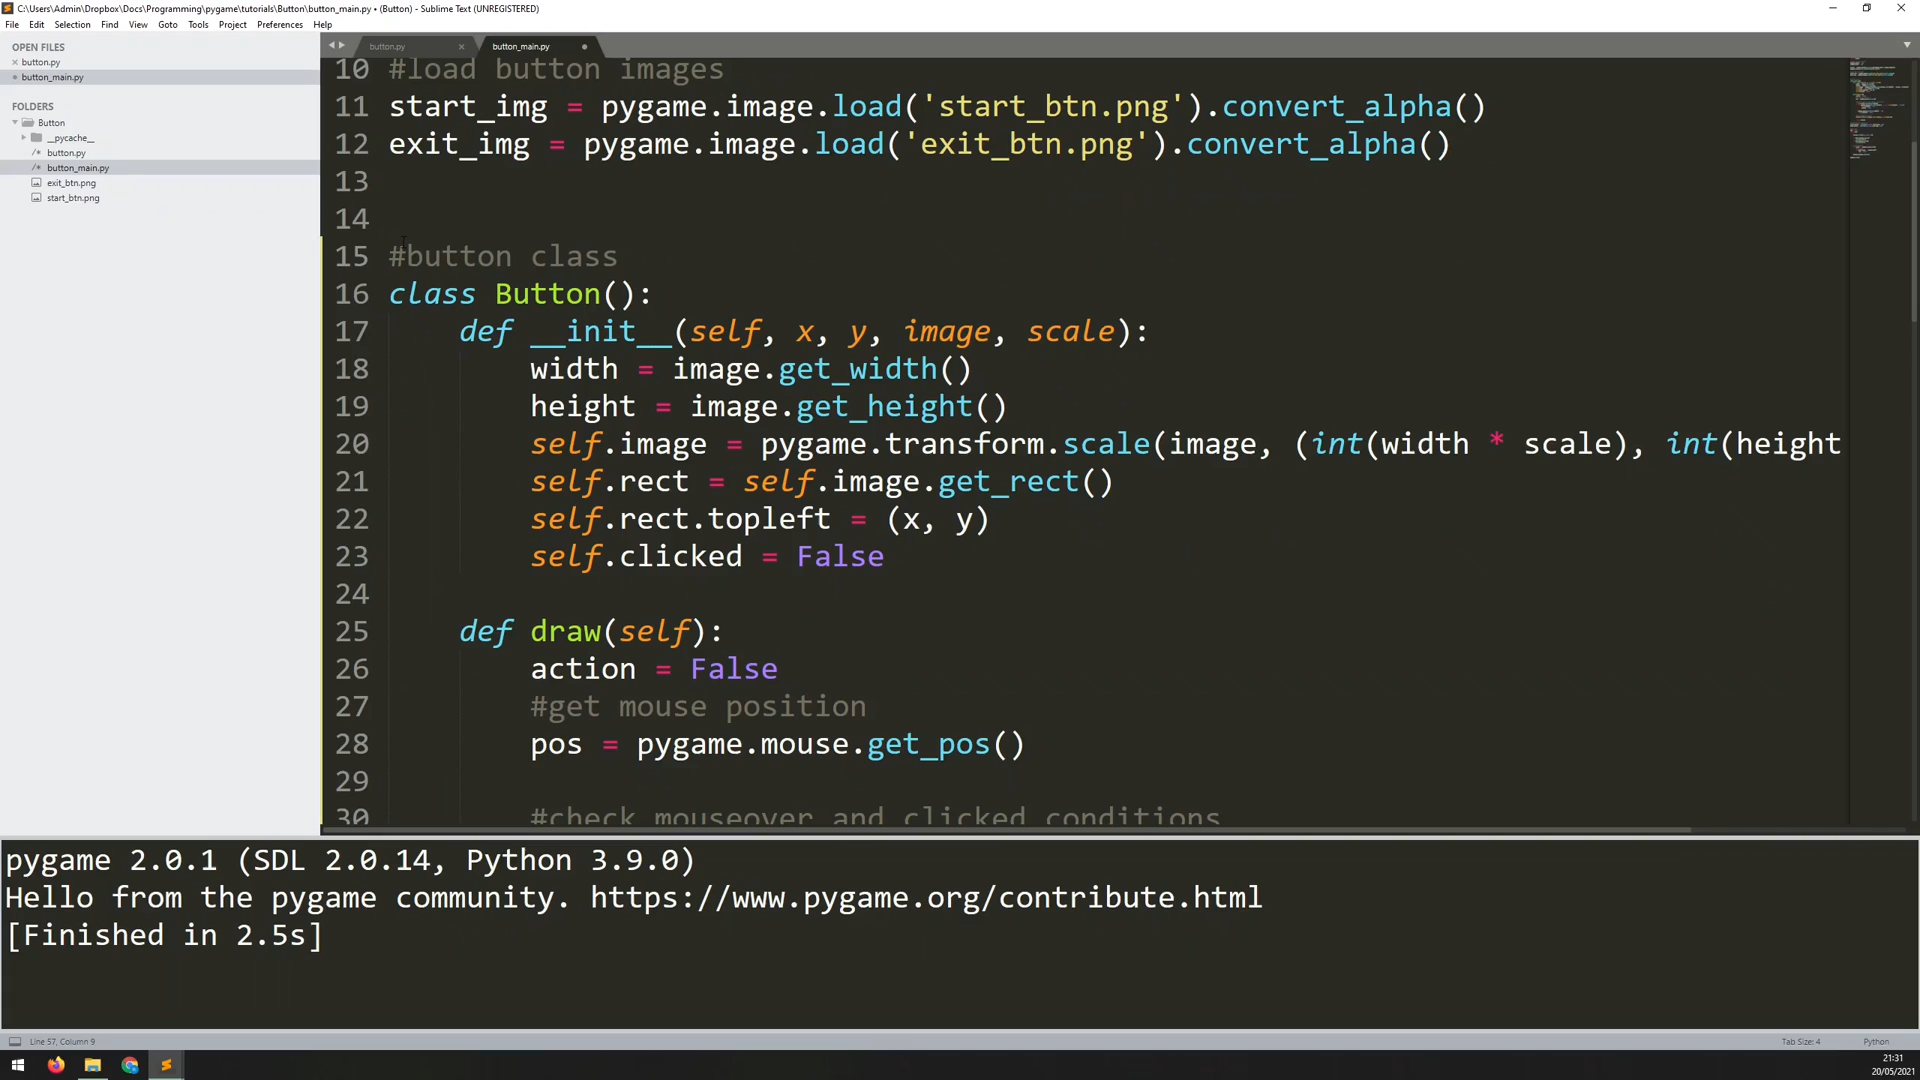 C:\Users\Admin\Dropbox\Docs\Programming\pygame\tutorials\Button\button_main.py • (Button) - Sublime Text (UNREGISTERED)
File Edit Selection Find View Goto Tools Project Preferences Help
OPEN FILES
button.py
button_main.py
FOLDERS
Button
__pycache__
button.py
button_main.py
exit_btn.png
start_btn.png
button.py
button_main.py
10 #load button images
11 start_img = pygame.image.load('start_btn.png').convert_alpha()
12 exit_img = pygame.image.load('exit_btn.png').convert_alpha()
13
14
15 #button class
16 class Button():
17 def __init__(self, x, y, image, scale):
18 width = image.get_width()
19 height = image.get_height()
20 self.image = pygame.transform.scale(image, (int(width * scale), int(height
21 self.rect = self.image.get_rect()
22 self.rect.topleft = (x, y)
23 self.clicked = False
24
25 def draw(self):
26 action = False
27 #get mouse position
28 pos = pygame.mouse.get_pos()
29
30 #check mouseover and clicked conditions
pygame 2.0.1 (SDL 2.0.14, Python 3.9.0)
Hello from the pygame community. https://www.pygame.org/contribute.html
[Finished in 2.5s]
Line 57, Column 9
Tab Size: 4
Python
21:31
20/05/2021